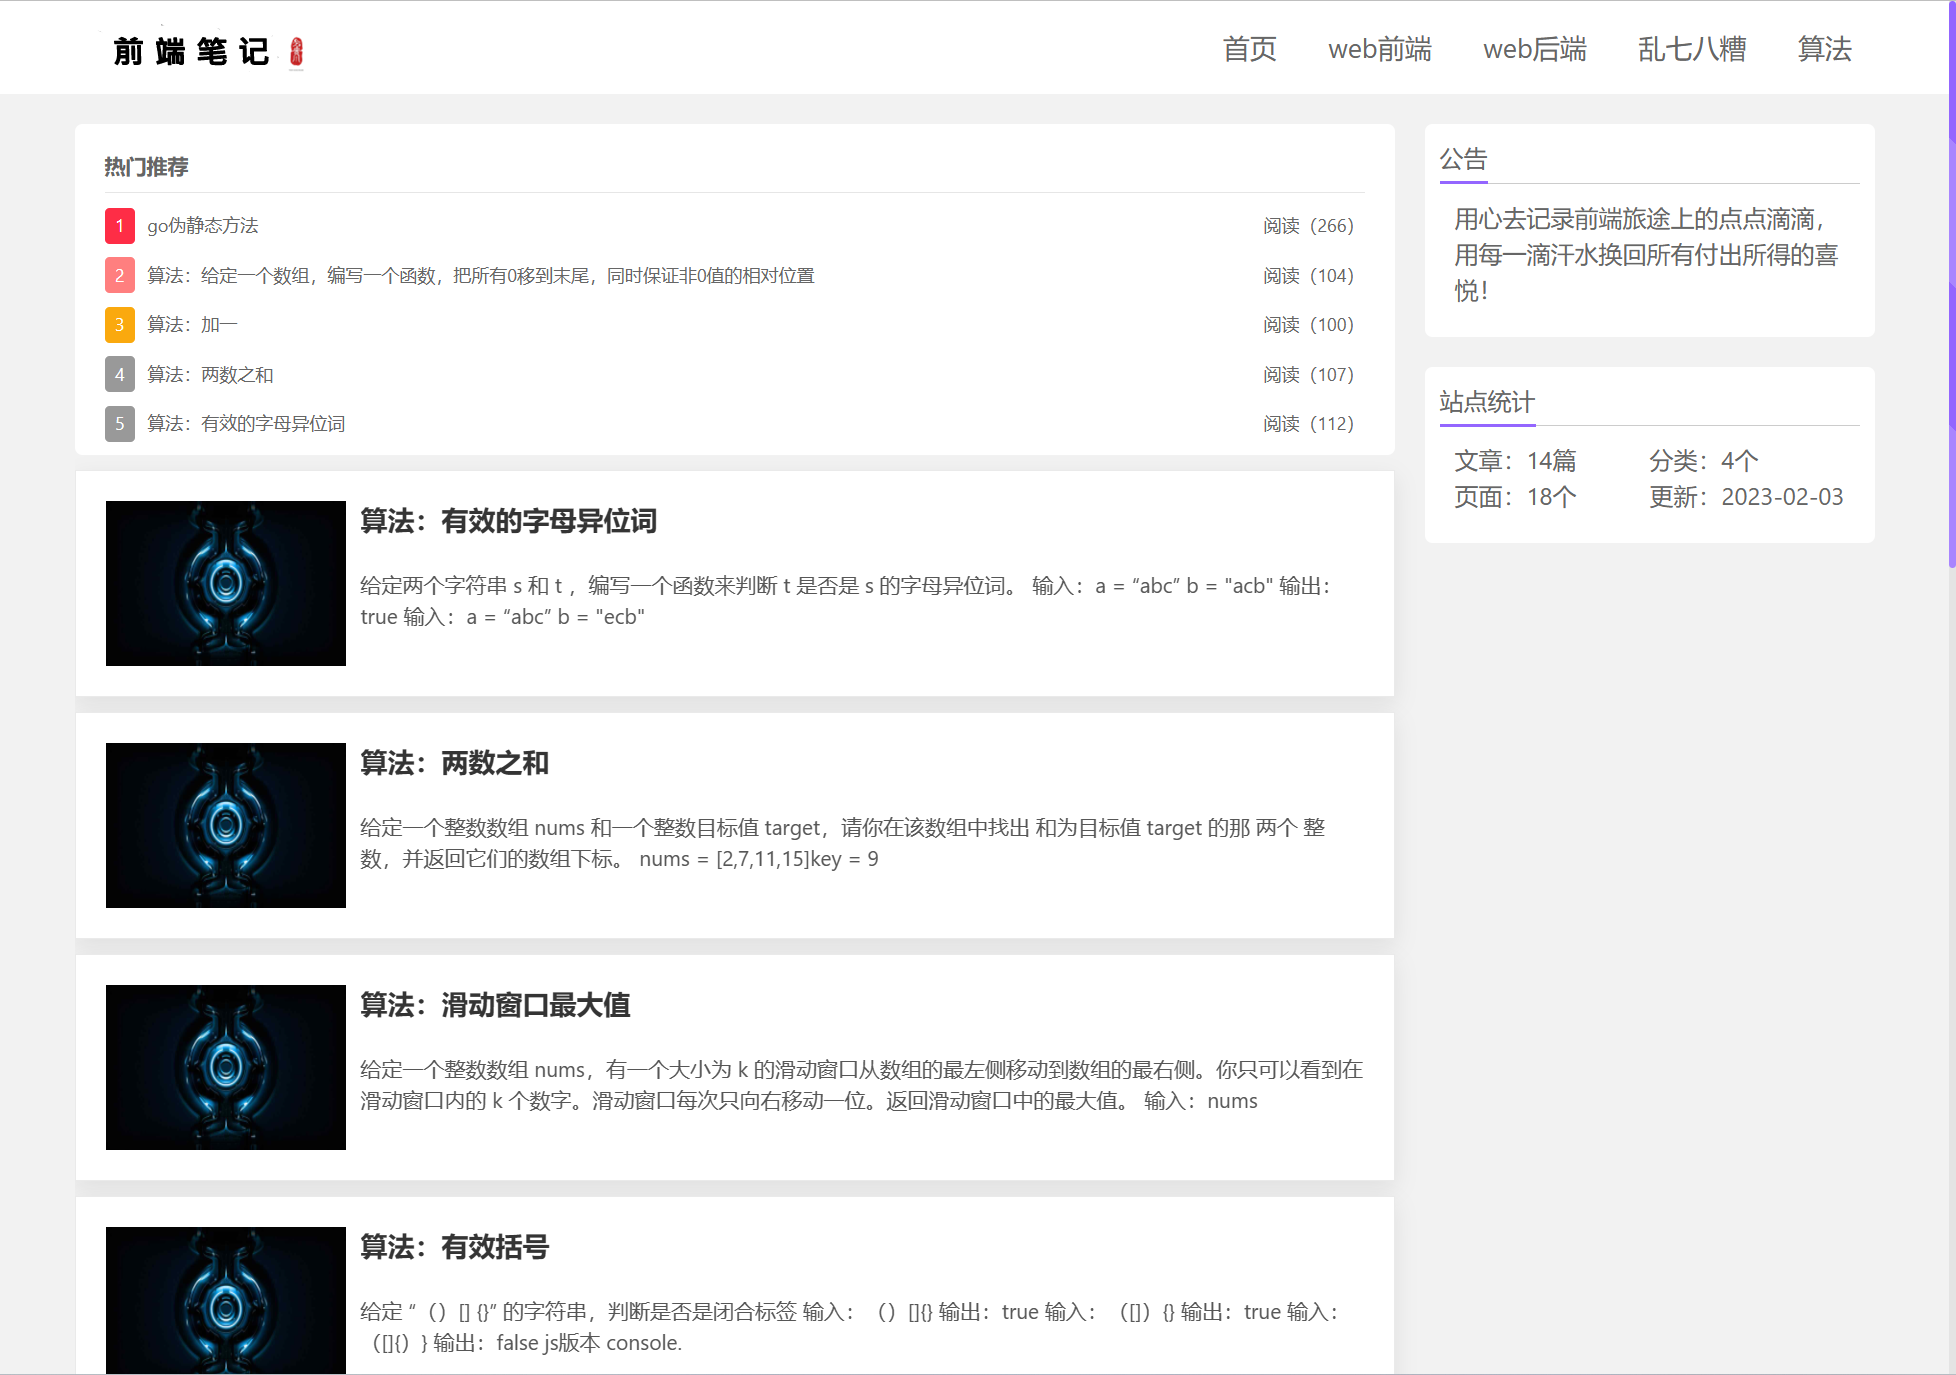 前端笔记
首页 web前端 web后端 乱七八糟 算法
热门推荐
1 go伪静态方法 阅读（266）
2 算法：给定一个数组，编写一个函数，把所有0移到末尾，同时保证非0值的相对位置 阅读（104）
3 算法：加一 阅读（100）
4 算法：两数之和 阅读（107）
5 算法：有效的字母异位词 阅读（112）
算法：有效的字母异位词
给定两个字符串 s 和 t ，编写一个函数来判断 t 是否是 s 的字母异位词。 输入：a = “abc” b = "acb" 输出：
true 输入：a = “abc” b = "ecb"
算法：两数之和
给定一个整数数组 nums 和一个整数目标值 target，请你在该数组中找出 和为目标值 target 的那 两个 整
数，并返回它们的数组下标。 nums = [2,7,11,15]key = 9
算法：滑动窗口最大值
给定一个整数数组 nums，有一个大小为 k 的滑动窗口从数组的最左侧移动到数组的最右侧。你只可以看到在
滑动窗口内的 k 个数字。滑动窗口每次只向右移动一位。返回滑动窗口中的最大值。 输入：nums
算法：有效括号
给定 “（）[] {}” 的字符串，判断是否是闭合标签 输入：（）[]{} 输出：true 输入：（[]）{} 输出：true 输入：
（[]{）} 输出：false js版本 console.
公告
用心去记录前端旅途上的点点滴滴，
用每一滴汗水换回所有付出所得的喜
悦！
站点统计
文章：14篇 分类：4个
页面：18个 更新：2023-02-03